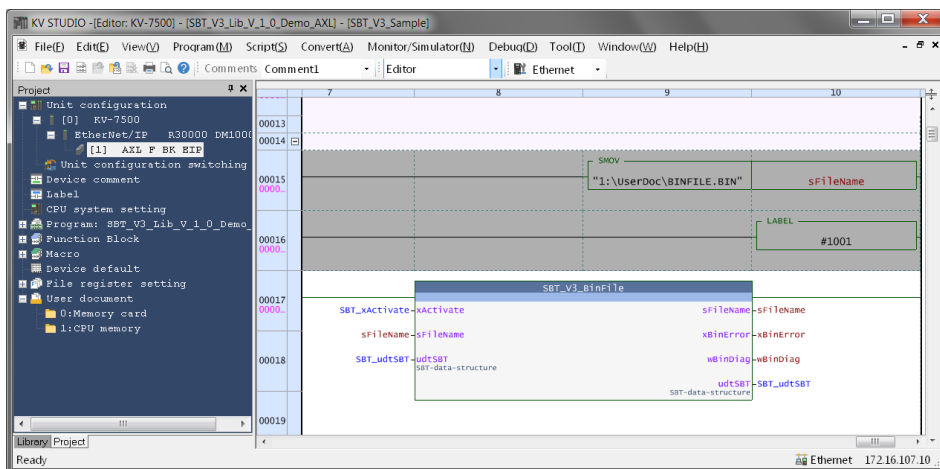 KV STUDIO -[Editor: KV-7500] - [SBT_V3_Lib_V_1_0_Demo_AXL] - [SBT_V3_Sample]
File(F) Edit(E) View(V) Program(M) Script(S) Convert(A) Monitor/Simulator(N) Debug(D) Tool(T) Window(W) Help(H)
Comments Comment1 Editor Ethernet
Project
Unit configuration
[0] KV-7500
EtherNet/IP R30000 DM1000
[1] AXL F BK EIP
Unit configuration switching
Device comment
Label
CPU system setting
Program: SBT_V3_Lib_V_1_0_Demo_
Function Block
Macro
Device default
File register setting
User document
0:Memory card
1:CPU memory
Library Project
7 8 9 10
00013
00014
00015
0000..
SMOV
"1:\UserDoc\BINFILE.BIN" sFileName
00016
0000..
LABEL
#1001
00017
0000..
SBT_V3_BinFile
SBT_xActivate xActivate sFileName sFileName
sFileName sFileName xBinError xBinError
00018
SBT_udtSBT udtSBT wBinDiag wBinDiag
SBT-data-structure
udtSBT SBT_udtSBT
SBT-data-structure
00019
Ready Ethernet 172.16.107.10